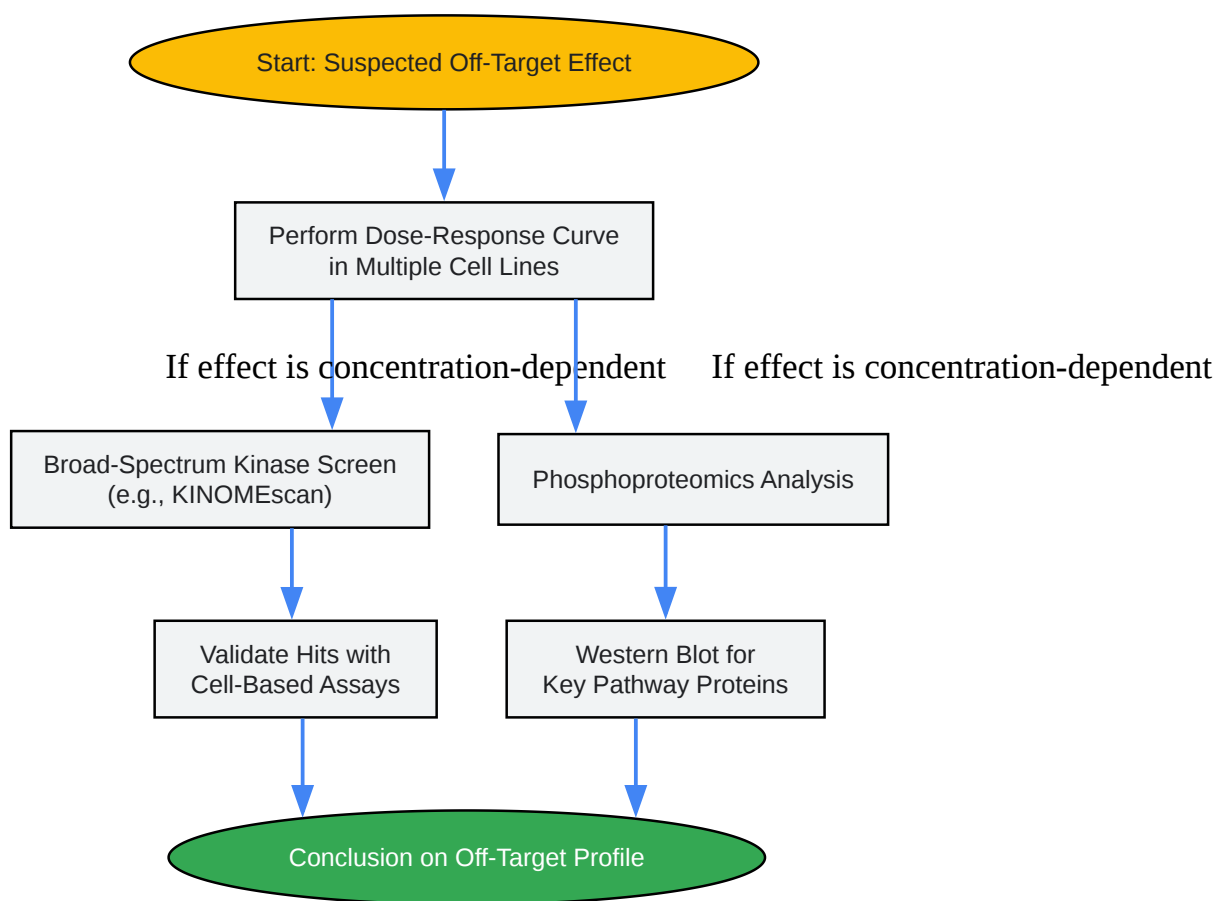 Start: Suspected Off-Target Effect
Perform Dose-Response Curve
in Multiple Cell Lines
If effect is concentration-dependent
If effect is concentration-dependent
Broad-Spectrum Kinase Screen
(e.g., KINOMEscan)
Phosphoproteomics Analysis
Validate Hits with
Cell-Based Assays
Western Blot for
Key Pathway Proteins
Conclusion on Off-Target Profile